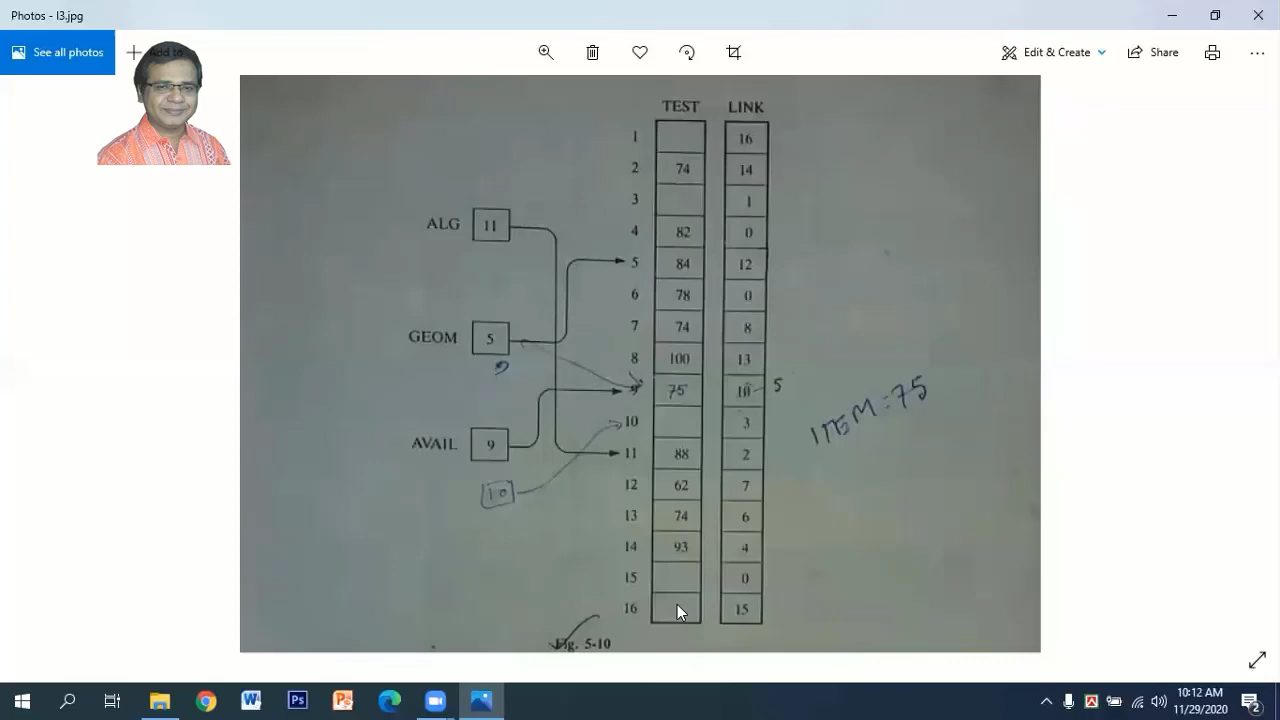 Photos - I3.jpg
See all photos
Add to
Edit & Create
Share
TEST LINK
1 16
2 74 14
3 1
ALG 11
4 82 0
5 84 12
6 78 0
7 74 8
GEOM 5
8 100 13
9
9 75 10 5
ITEM = 75
10 3
AVAIL 9
11 88 2
12 62 7
10
13 74 6
14 93 4
15 0
16 15
Fig. 5-10
10:12 AM
11/29/2020
2